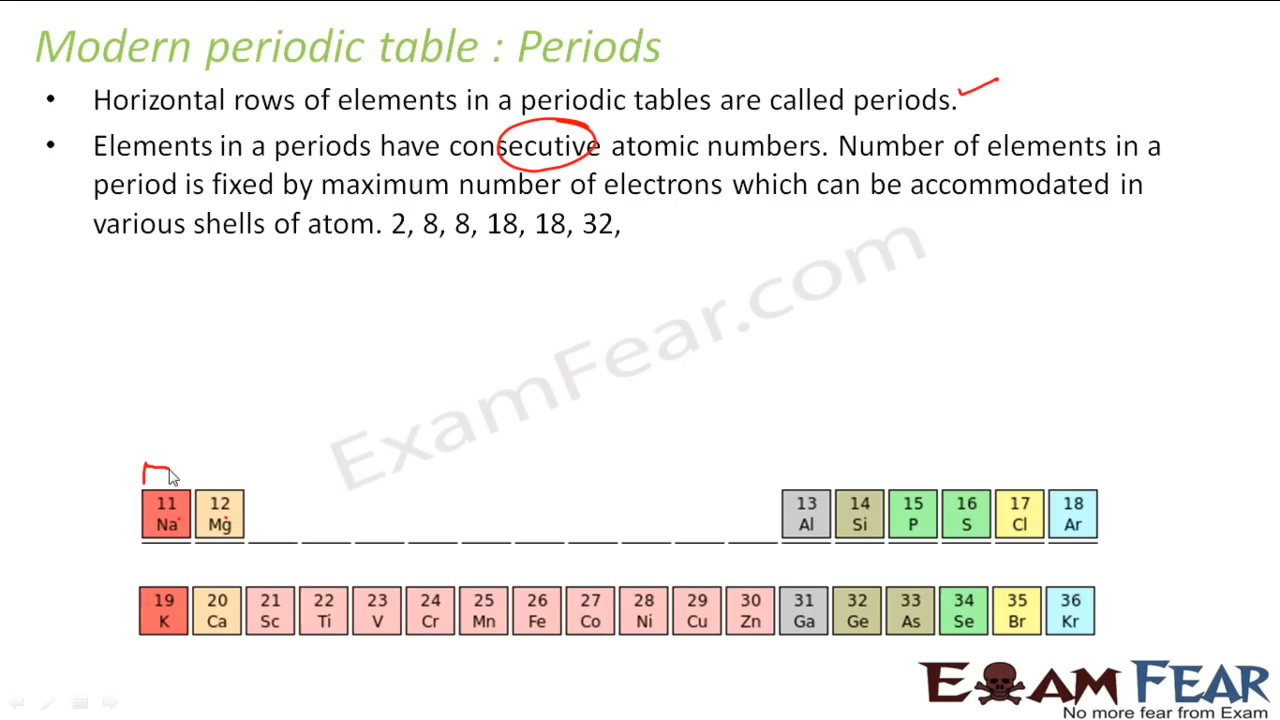 Modern periodic table : Periods
• Horizontal rows of elements in a periodic tables are called periods.
• Elements in a periods have consecutive atomic numbers. Number of elements in a
period is fixed by maximum number of electrons which can be accommodated in
various shells of atom. 2, 8, 8, 18, 18, 32,
ExamFear.com
11 12 13 14 15 16 17 18
Na Mg Al Si P S Cl Ar
19 20 21 22 23 24 25 26 27 28 29 30 31 32 33 34 35 36
K Ca Sc Ti V Cr Mn Fe Co Ni Cu Zn Ga Ge As Se Br Kr
EXAM FEAR
No more fear from Exam